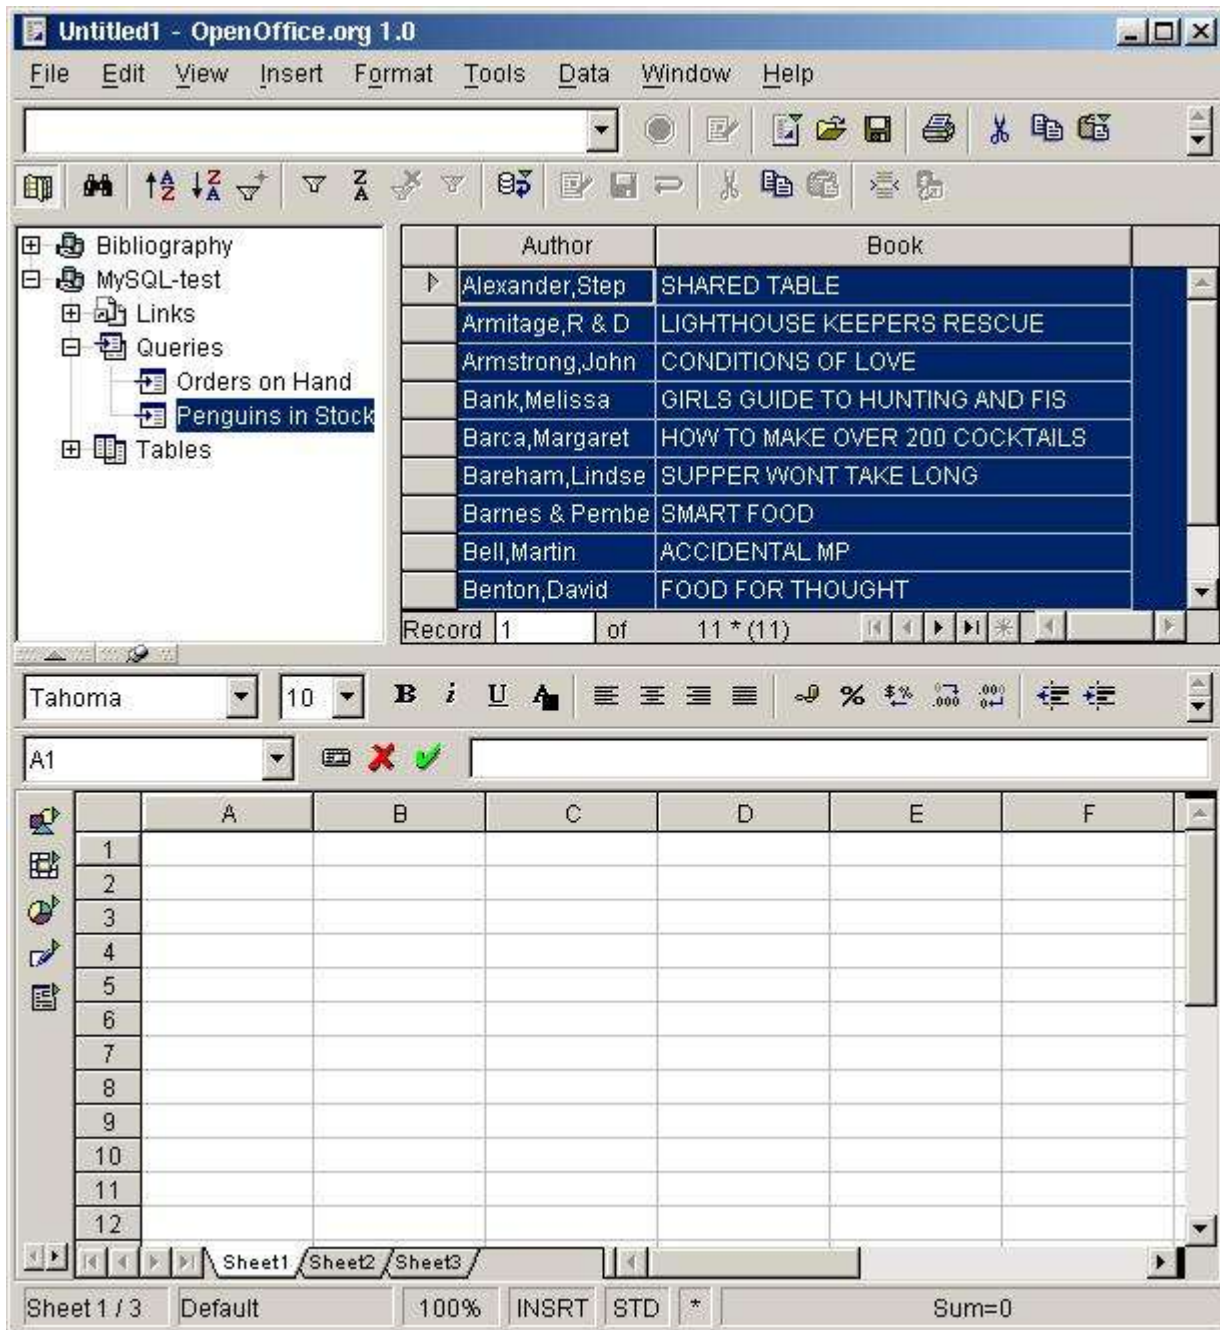 Untitled1 - OpenOffice.org 1.0
File Edit View Insert Format Tools Data Window Help
Bibliography
MySQL-test
Links
Queries
Orders on Hand
Penguins in Stock
Tables
Author Book
Alexander,Step SHARED TABLE
Armitage,R & D LIGHTHOUSE KEEPERS RESCUE
Armstrong,John CONDITIONS OF LOVE
Bank,Melissa GIRLS GUIDE TO HUNTING AND FIS
Barca,Margaret HOW TO MAKE OVER 200 COCKTAILS
Bareham,Lindse SUPPER WONT TAKE LONG
Barnes & Pembe SMART FOOD
Bell,Martin ACCIDENTAL MP
Benton,David FOOD FOR THOUGHT
Record 1 of 11 * (11)
Tahoma 10 B i U A %
A1
A B C D E F
1
2
3
4
5
6
7
8
9
10
11
12
Sheet1 Sheet2 Sheet3
Sheet 1 / 3 Default 100% INSRT STD * Sum=0